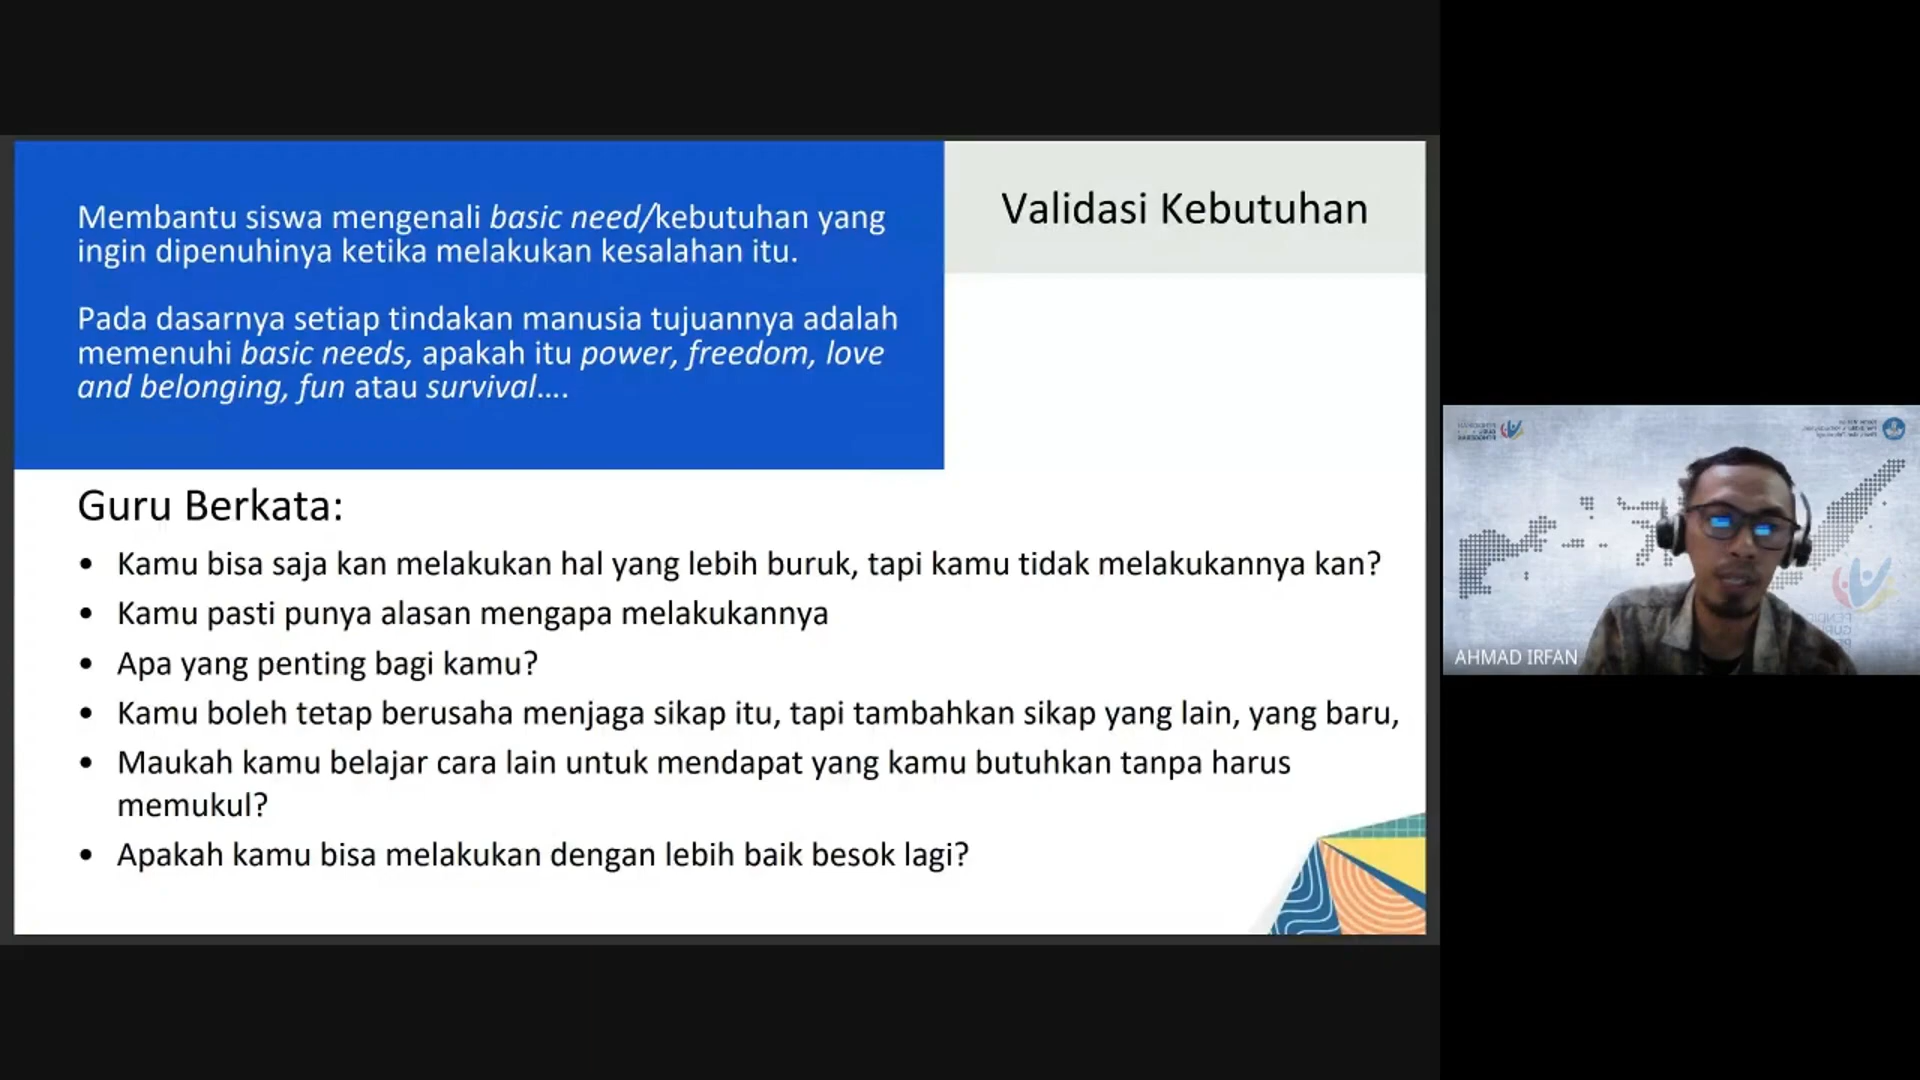 Membantu siswa mengenali basic need/kebutuhan yang
ingin dipenuhinya ketika melakukan kesalahan itu.
Pada dasarnya setiap tindakan manusia tujuannya adalah
memenuhi basic needs, apakah itu power, freedom, love
and belonging, fun atau survival....
Validasi Kebutuhan
Guru Berkata:
• Kamu bisa saja kan melakukan hal yang lebih buruk, tapi kamu tidak melakukannya kan?
• Kamu pasti punya alasan mengapa melakukannya
• Apa yang penting bagi kamu?
• Kamu boleh tetap berusaha menjaga sikap itu, tapi tambahkan sikap yang lain, yang baru,
• Maukah kamu belajar cara lain untuk mendapat yang kamu butuhkan tanpa harus
memukul?
• Apakah kamu bisa melakukan dengan lebih baik besok lagi?
AHMAD IRFAN